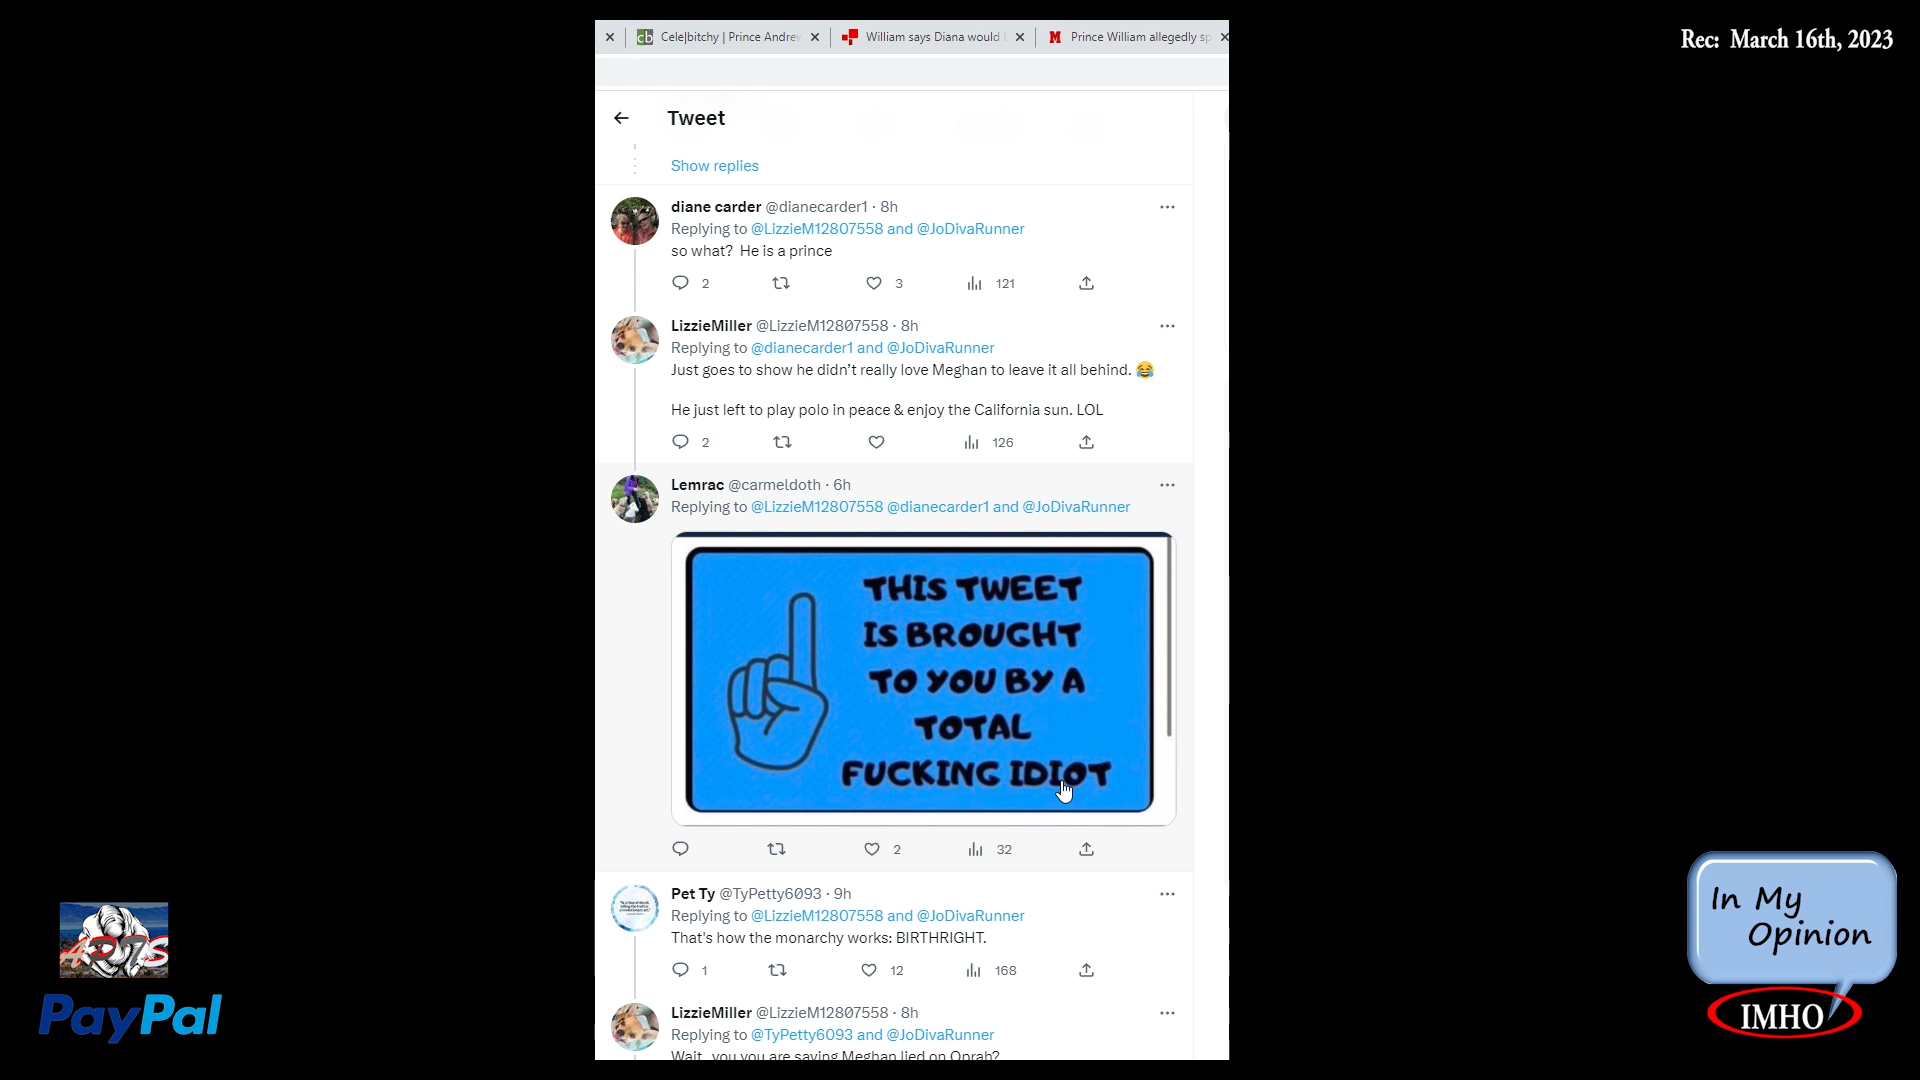 Cele|bitchy | Prince Andrew
William says Diana would
Prince William allegedly sp
Rec: March 16th, 2023
Tweet
Show replies
diane carder @dianecarder1 · 8h
Replying to @LizzieM12807558 and @JoDivaRunner
so what? He is a prince
2 3 121
LizzieMiller @LizzieM12807558 · 8h
Replying to @dianecarder1 and @JoDivaRunner
Just goes to show he didn't really love Meghan to leave it all behind. 😂
He just left to play polo in peace & enjoy the California sun. LOL
2 126
Lemrac @carmeldoth · 6h
Replying to @LizzieM12807558 @dianecarder1 and @JoDivaRunner
THIS TWEET
IS BROUGHT
TO YOU BY A
TOTAL
FUCKING IDIOT
2 32
Pet Ty @TyPetty6093 · 9h
Replying to @LizzieM12807558 and @JoDivaRunner
That's how the monarchy works: BIRTHRIGHT.
1 12 168
LizzieMiller @LizzieM12807558 · 8h
Replying to @TyPetty6093 and @JoDivaRunner
Wait, you you are saying Meghan lied on Oprah?
PayPal
In My
Opinion
IMHO